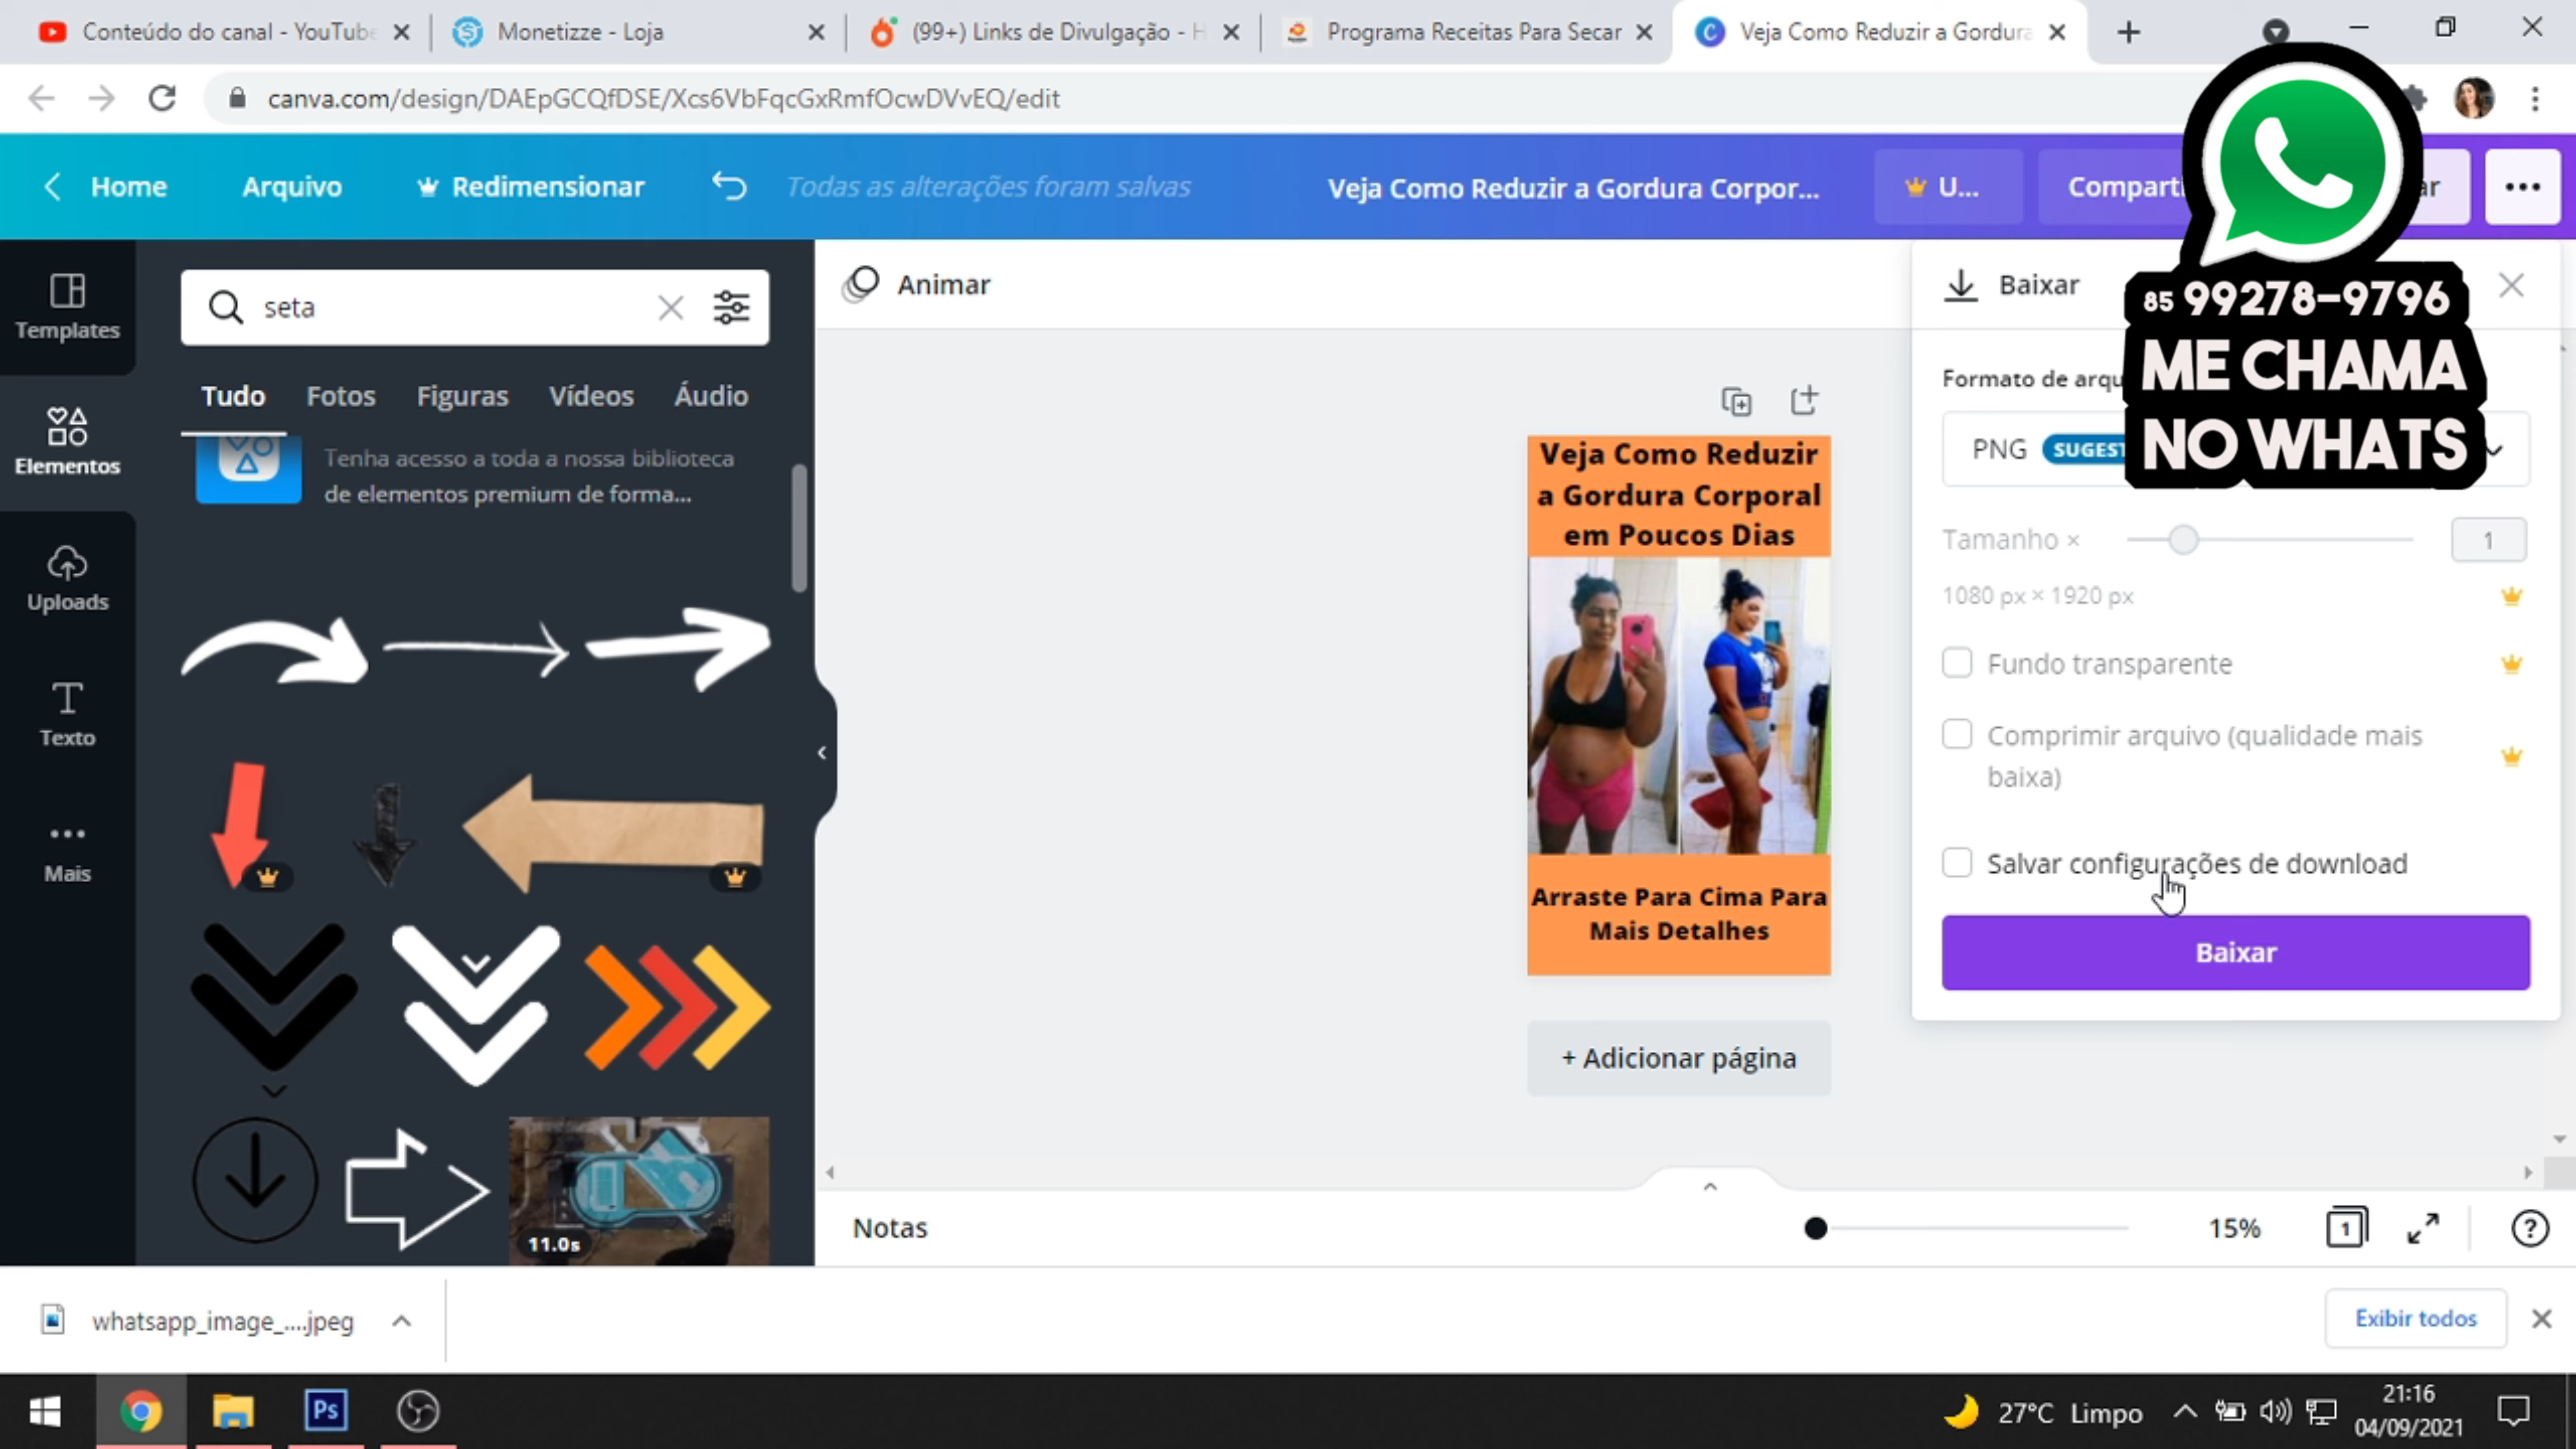 Conteúdo do canal - YouTube
Monetizze - Loja
(99+) Links de Divulgação - H
Programa Receitas Para Secar
Veja Como Reduzir a Gordura
canva.com/design/DAEpGCQfDSE/Xcs6VbFqcGxRmfOcwDVvEQ/edit
Home
Arquivo
Redimensionar
Todas as alterações foram salvas
Veja Como Reduzir a Gordura Corpor...
U...
Comparti
ar
Templates
Elementos
Uploads
Texto
Mais
seta
Tudo
Fotos
Figuras
Vídeos
Áudio
Tenha acesso a toda a nossa biblioteca
de elementos premium de forma...
11.0s
Animar
Veja Como Reduzir
a Gordura Corporal
em Poucos Dias
Arraste Para Cima Para
Mais Detalhes
+ Adicionar página
Baixar
85 99278-9796
ME CHAMA
NO WHATS
Formato de arqu
PNG SUGEST
Tamanho ×
1
1080 px × 1920 px
Fundo transparente
Comprimir arquivo (qualidade mais
baixa)
Salvar configurações de download
Baixar
Notas
15%
1
?
whatsapp_image_....jpeg
Exibir todos
Ps
27°C Limpo
21:16
04/09/2021